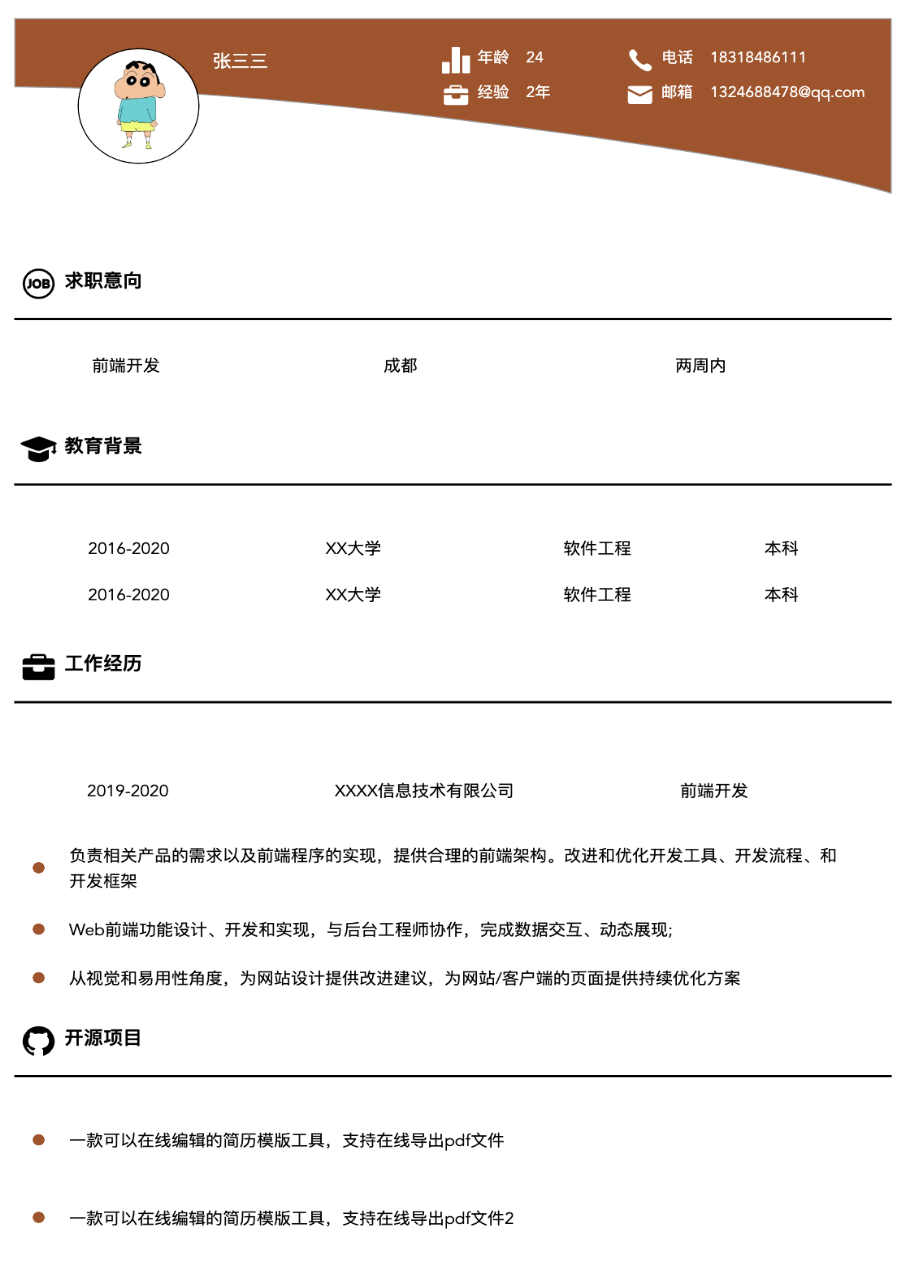 张三三
年龄 24
电话 18318486111
经验 2年
邮箱 1324688478@qq.com
JOB 求职意向
前端开发 成都 两周内
教育背景
2016-2020 XX大学 软件工程 本科
2016-2020 XX大学 软件工程 本科
工作经历
2019-2020 XXXX信息技术有限公司 前端开发
负责相关产品的需求以及前端程序的实现，提供合理的前端架构。改进和优化开发工具、开发流程、和
开发框架
Web前端功能设计、开发和实现，与后台工程师协作，完成数据交互、动态展现;
从视觉和易用性角度，为网站设计提供改进建议，为网站/客户端的页面提供持续优化方案
开源项目
一款可以在线编辑的简历模版工具，支持在线导出pdf文件
一款可以在线编辑的简历模版工具，支持在线导出pdf文件2